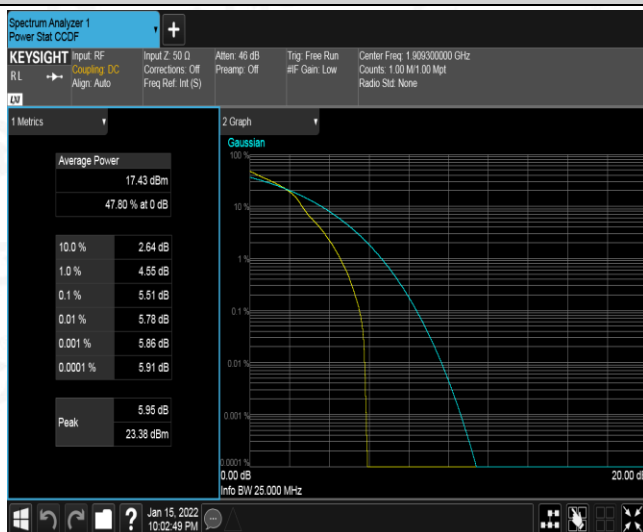 Spectrum Analyzer 1
Power Stat CCDF
+
KEYSIGHT
RL
LXI
Input: RF
Coupling: DC
Align: Auto
Input Z: 50 Ω
Corrections: Off
Freq Ref: Int (S)
Atten: 46 dB
Preamp: Off
Trig: Free Run
#IF Gain: Low
Center Freq: 1.909300000 GHz
Counts: 1.00 M/1.00 Mpt
Radio Std: None
1 Metrics
Average Power
17.43 dBm
47.80 % at 0 dB
10.0 % 2.64 dB
1.0 % 4.55 dB
0.1 % 5.51 dB
0.01 % 5.78 dB
0.001 % 5.86 dB
0.0001 % 5.91 dB
Peak
5.95 dB
23.38 dBm
2 Graph
Gaussian
100 %
10 %
1 %
0.1 %
0.01 %
0.001 %
0.0001 %
0.00 dB
20.00 dB
Info BW 25.000 MHz
?
Jan 15, 2022
10:02:49 PM